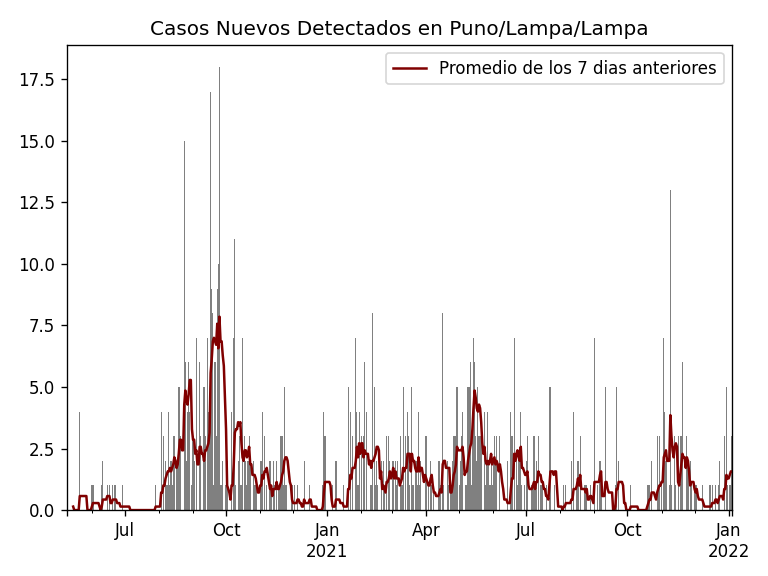 Casos Nuevos Detectados en Puno/Lampa/Lampa
Promedio de los 7 dias anteriores
17.5
15.0
12.5
10.0
7.5
5.0
2.5
0.0
Jul
Oct
Jan
2021
Apr
Jul
Oct
Jan
2022